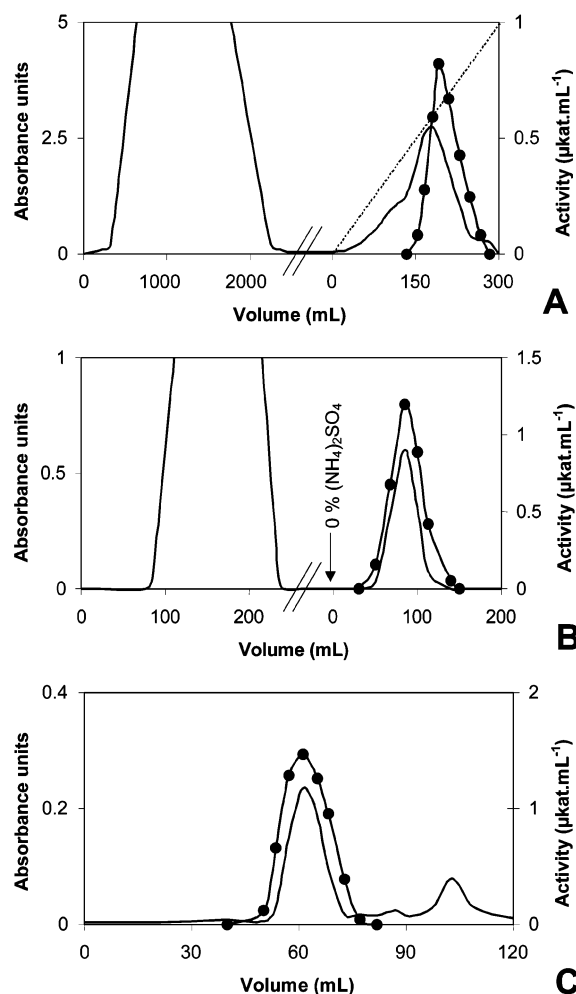 5 1
Absorbance units
2.5 0.5
Activity (µkat.mL⁻¹)
0 0
0 1000 2000 0 150 300
Volume (mL)
A
1 1.5
Absorbance units
0.5 1
0.5
Activity (µkat.mL⁻¹)
0 % (NH₄)₂SO₄
0 0
0 100 200 0 100 200
Volume (mL)
B
0.4 2
Absorbance units
0.2 1
Activity (µkat.mL⁻¹)
0 0
0 30 60 90 120
Volume (mL)
C